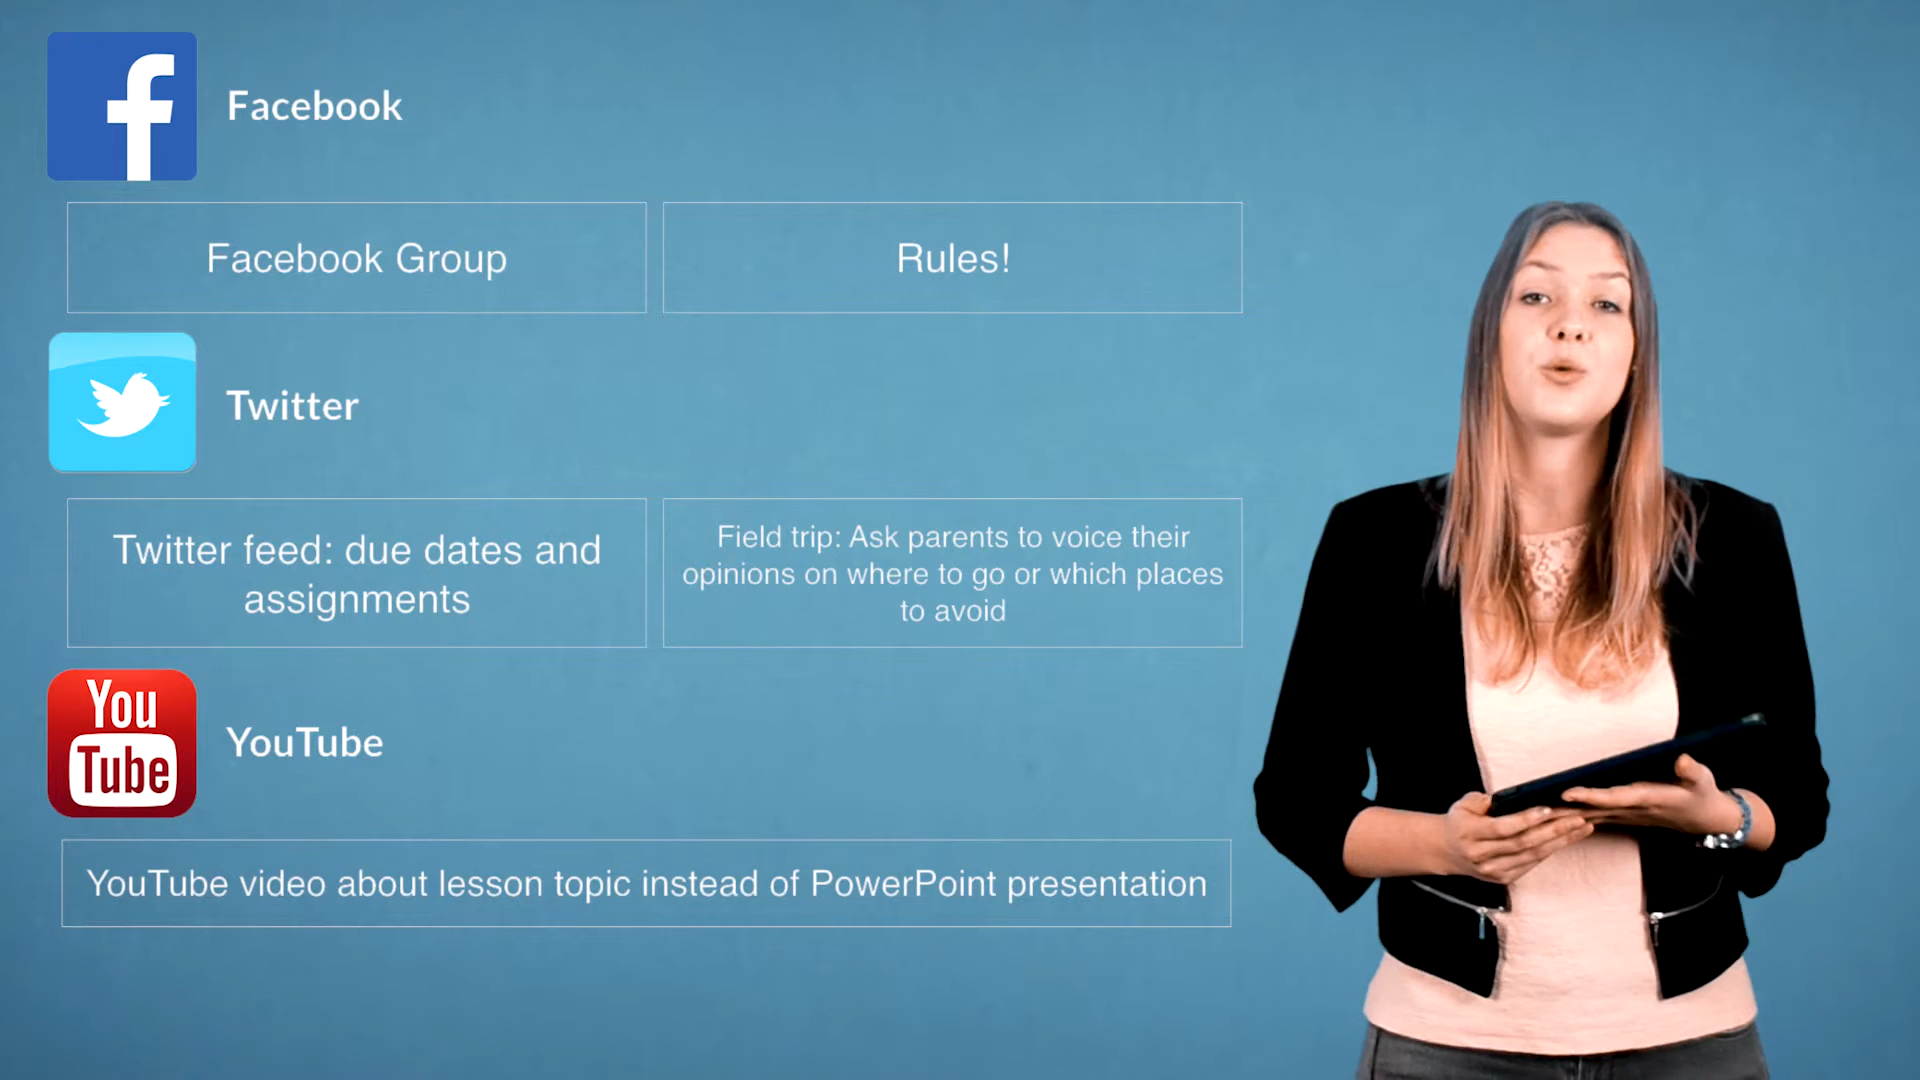 Facebook
Facebook Group
Rules!
Twitter
Twitter feed: due dates and
assignments
Field trip: Ask parents to voice their
opinions on where to go or which places
to avoid
You
Tube
YouTube
YouTube video about lesson topic instead of PowerPoint presentation